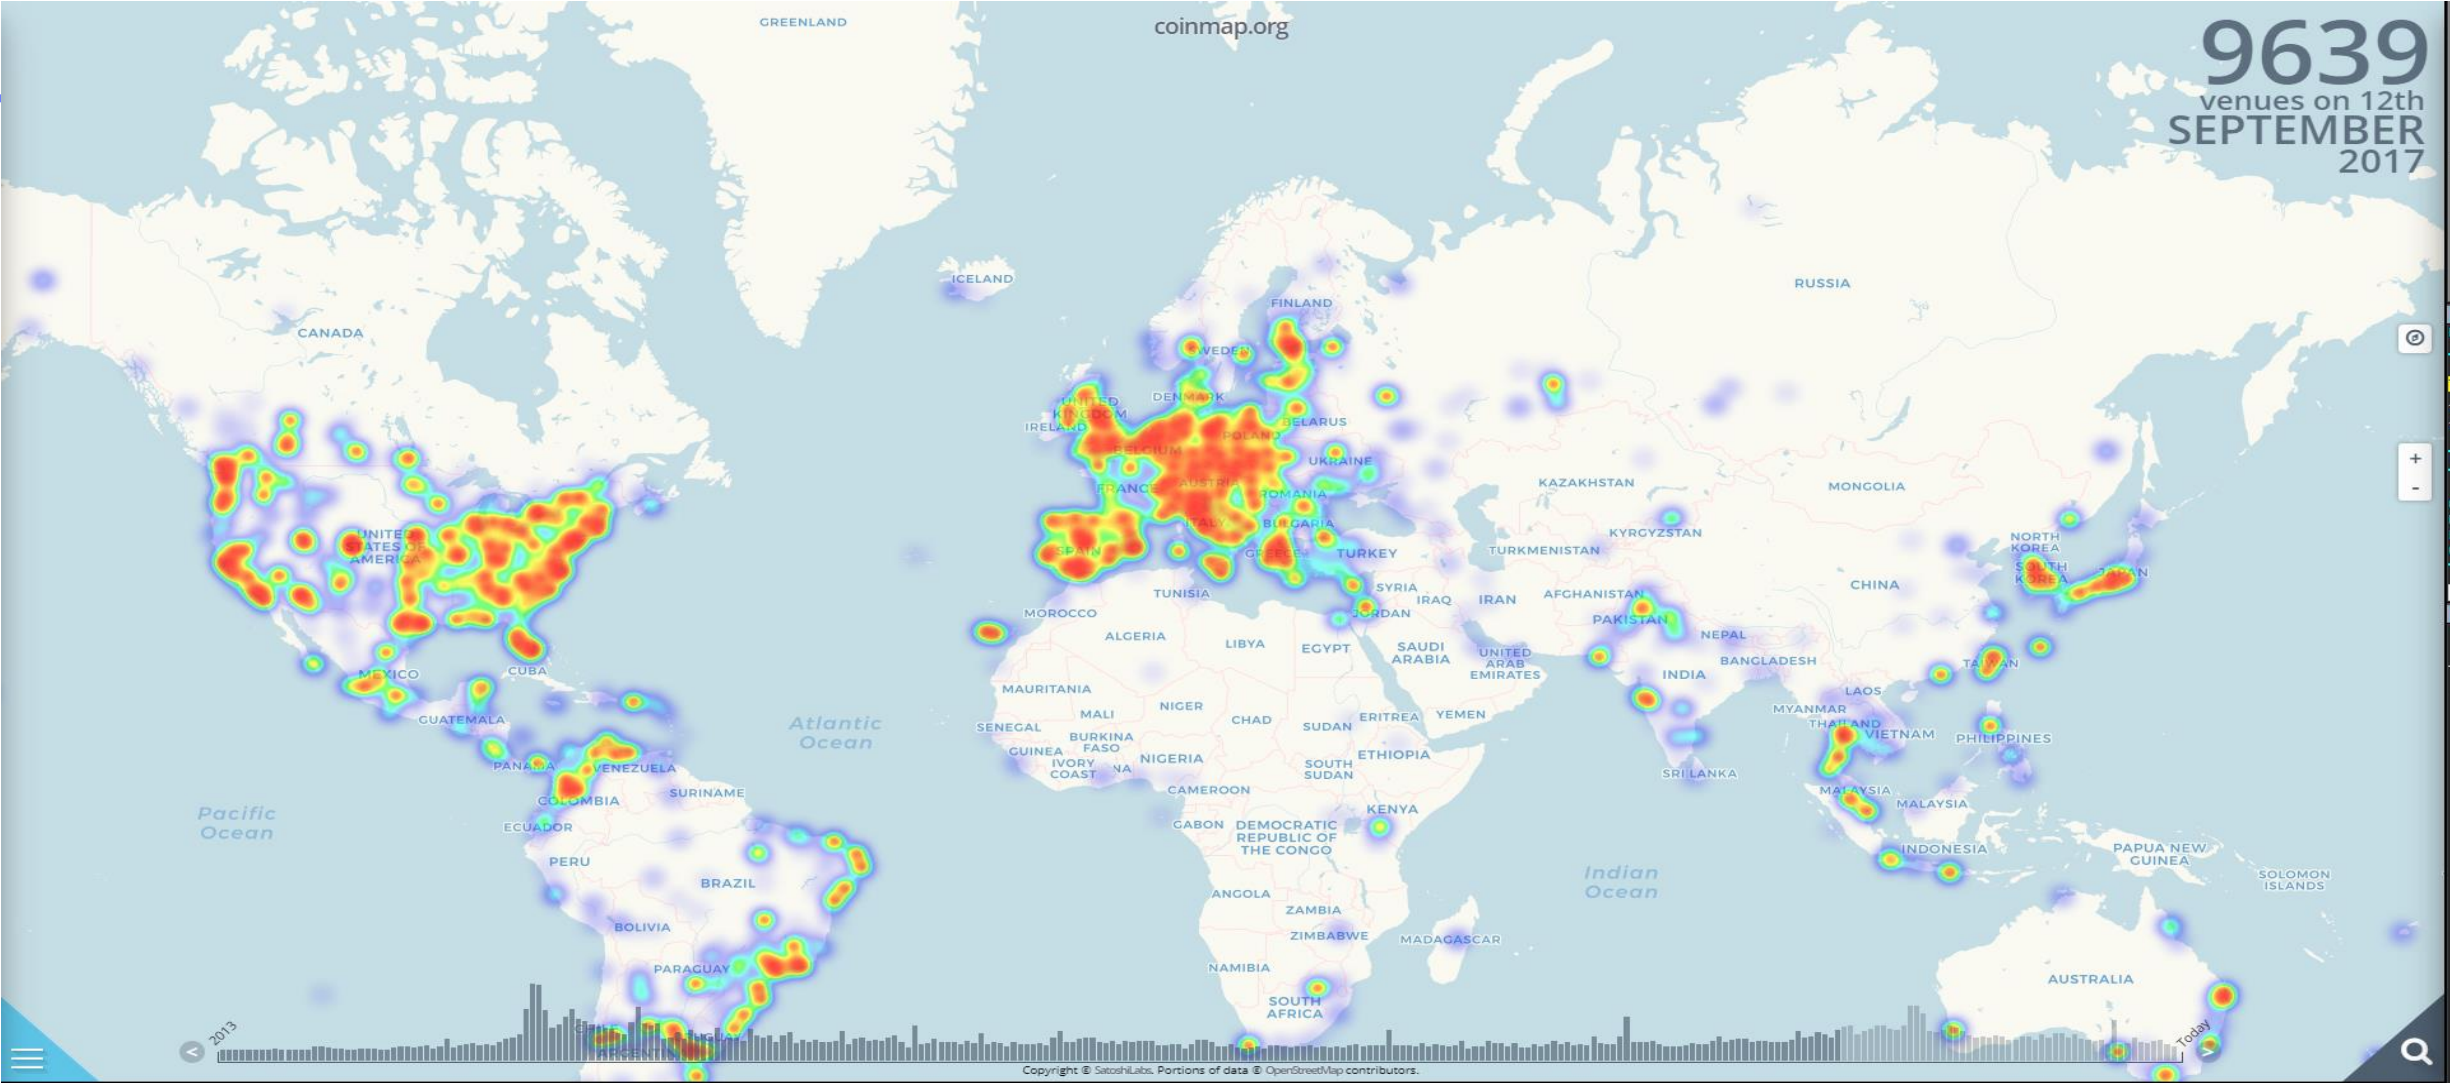 GREENLAND
coinmap.org
9639
venues on 12th
SEPTEMBER
2017
ICELAND
RUSSIA
FINLAND
CANADA
SWEDEN
DENMARK
UNITED
KINGDOM
IRELAND
BELARUS
POLAND
BELGIUM
UKRAINE
FRANCE
AUSTRIA
ROMANIA
KAZAKHSTAN
MONGOLIA
ITALY
BULGARIA
KYRGYZSTAN
UNITED
STATES OF
AMERICA
SPAIN
GREECE
TURKEY
TURKMENISTAN
NORTH
KOREA
SOUTH
KOREA
JAPAN
TUNISIA
SYRIA
IRAQ
IRAN
AFGHANISTAN
CHINA
MOROCCO
JORDAN
PAKISTAN
ALGERIA
LIBYA
EGYPT
SAUDI
ARABIA
UNITED
ARAB
EMIRATES
NEPAL
BANGLADESH
INDIA
TAIWAN
CUBA
MEXICO
MAURITANIA
LAOS
MYANMAR
GUATEMALA
Atlantic
Ocean
SENEGAL
MALI
NIGER
CHAD
SUDAN
ERITREA
YEMEN
THAILAND
VIETNAM
PHILIPPINES
BURKINA
FASO
GUINEA
IVORY
COAST
NA
NIGERIA
SOUTH
SUDAN
ETHIOPIA
PANAMA
VENEZUELA
SRI LANKA
COLOMBIA
SURINAME
CAMEROON
MALAYSIA
MALAYSIA
Pacific
Ocean
ECUADOR
GABON
DEMOCRATIC
REPUBLIC OF
THE CONGO
KENYA
PERU
INDONESIA
PAPUA NEW
GUINEA
BRAZIL
Indian
Ocean
SOLOMON
ISLANDS
ANGOLA
ZAMBIA
BOLIVIA
ZIMBABWE
MADAGASCAR
PARAGUAY
NAMIBIA
AUSTRALIA
SOUTH
AFRICA
CHILE
URUGUAY
ARGENTIN
2013
Today
Copyright © SatoshiLabs. Portions of data © OpenStreetMap contributors.